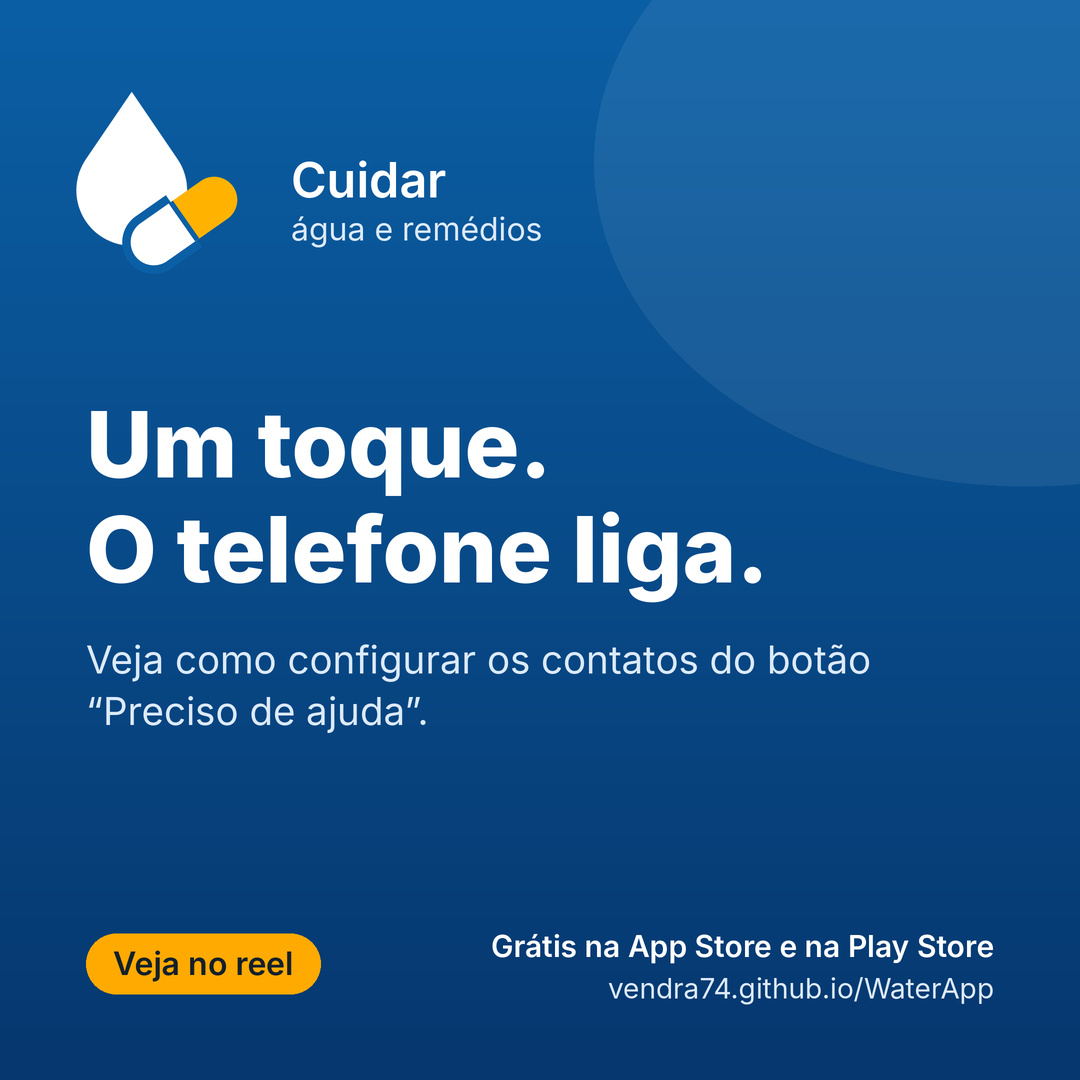 Cuidar
água e remédios
Um toque.
O telefone liga.
Veja como configurar os contatos do botão
“Preciso de ajuda”.
Veja no reel
Grátis na App Store e na Play Store
vendra74.github.io/WaterApp